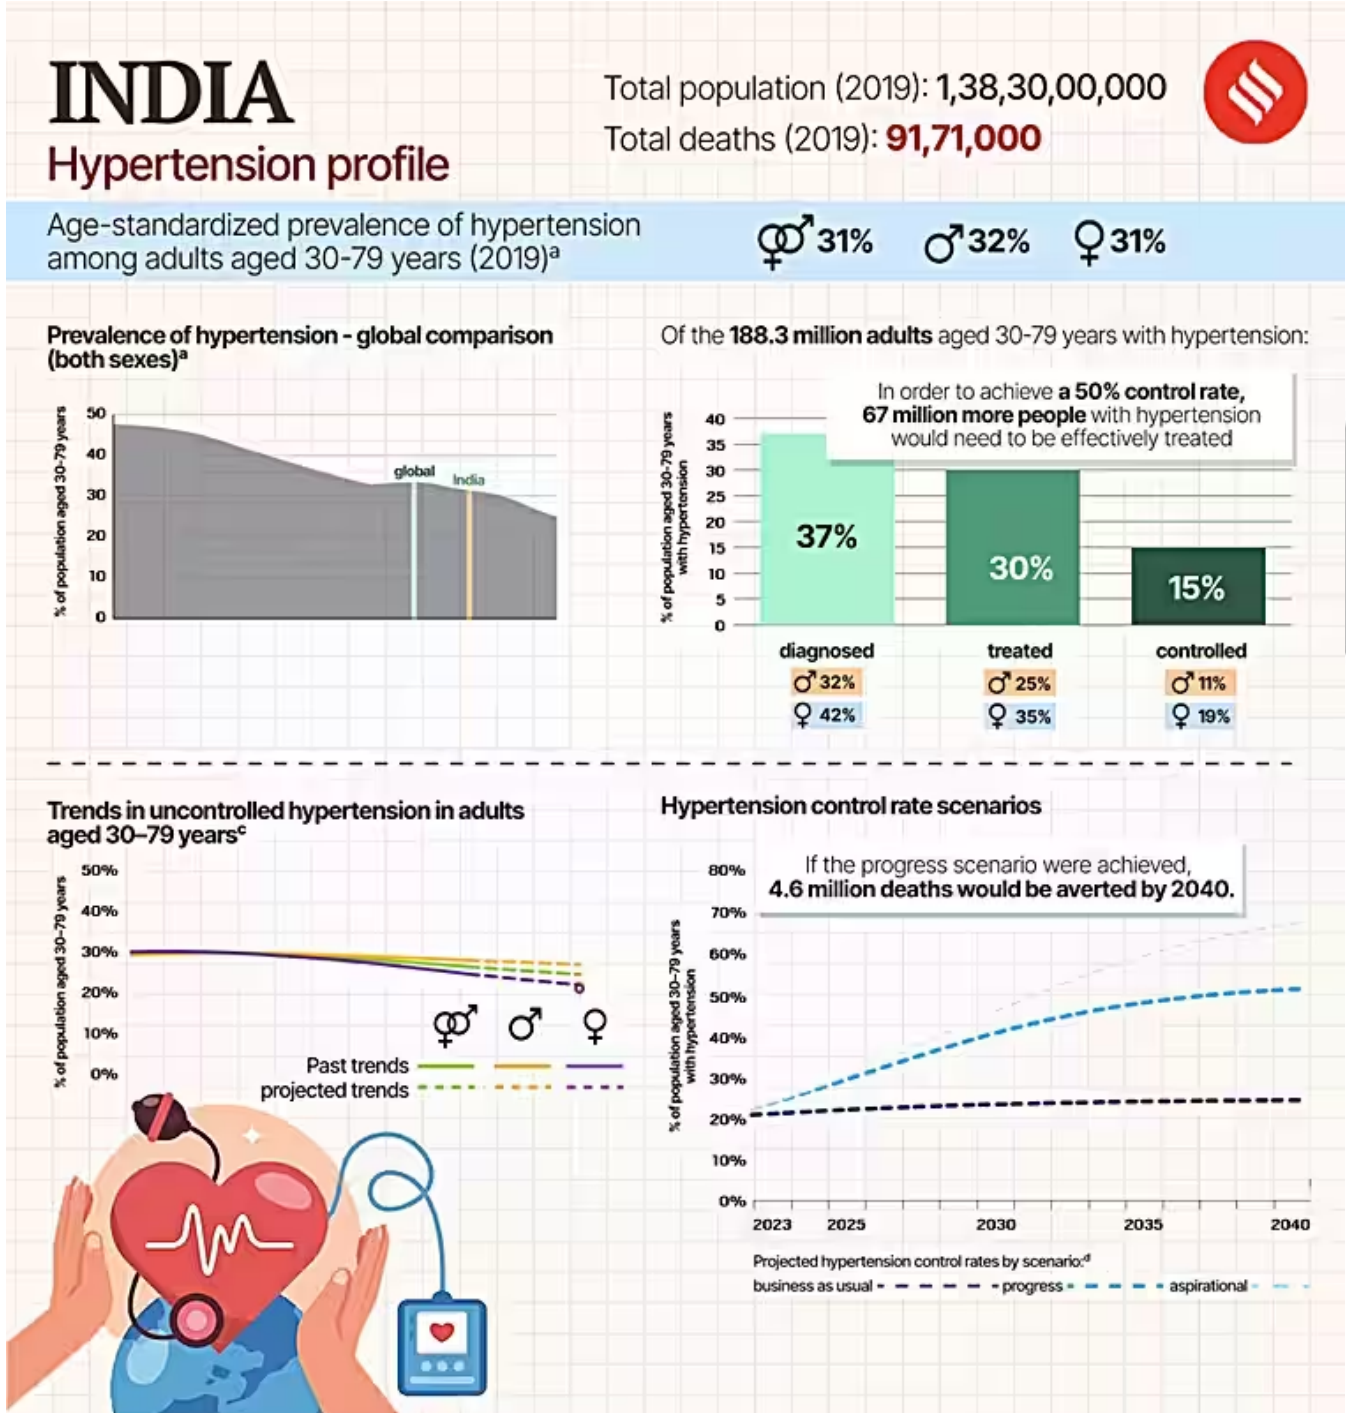 INDIA
Hypertension profile
Total population (2019): 1,38,30,00,000
Total deaths (2019): 91,71,000
Age-standardized prevalence of hypertension
among adults aged 30-79 years (2019)ª
31%
32%
31%
Prevalence of hypertension - global comparison
(both sexes)ª
% of population aged 30-79 years
50
40
30
20
10
0
global
India
Of the 188.3 million adults aged 30-79 years with hypertension:
In order to achieve a 50% control rate,
67 million more people with hypertension
would need to be effectively treated
% of population aged 30-79 years
with hypertension
40
35
30
25
20
15
10
5
0
37%
30%
15%
diagnosed
treated
controlled
♂ 32%
♂ 25%
♂ 11%
♀ 42%
♀ 35%
♀ 19%
Trends in uncontrolled hypertension in adults
aged 30–79 yearsᶜ
% of population aged 30–79 years
50%
40%
30%
20%
10%
0%
Past trends
projected trends
Hypertension control rate scenarios
If the progress scenario were achieved,
4.6 million deaths would be averted by 2040.
% of population aged 30–79 years
with hypertension
80%
70%
60%
50%
40%
30%
20%
10%
0%
2023 2025 2030 2035 2040
Projected hypertension control rates by scenario:ᵈ
business as usual progress aspirational